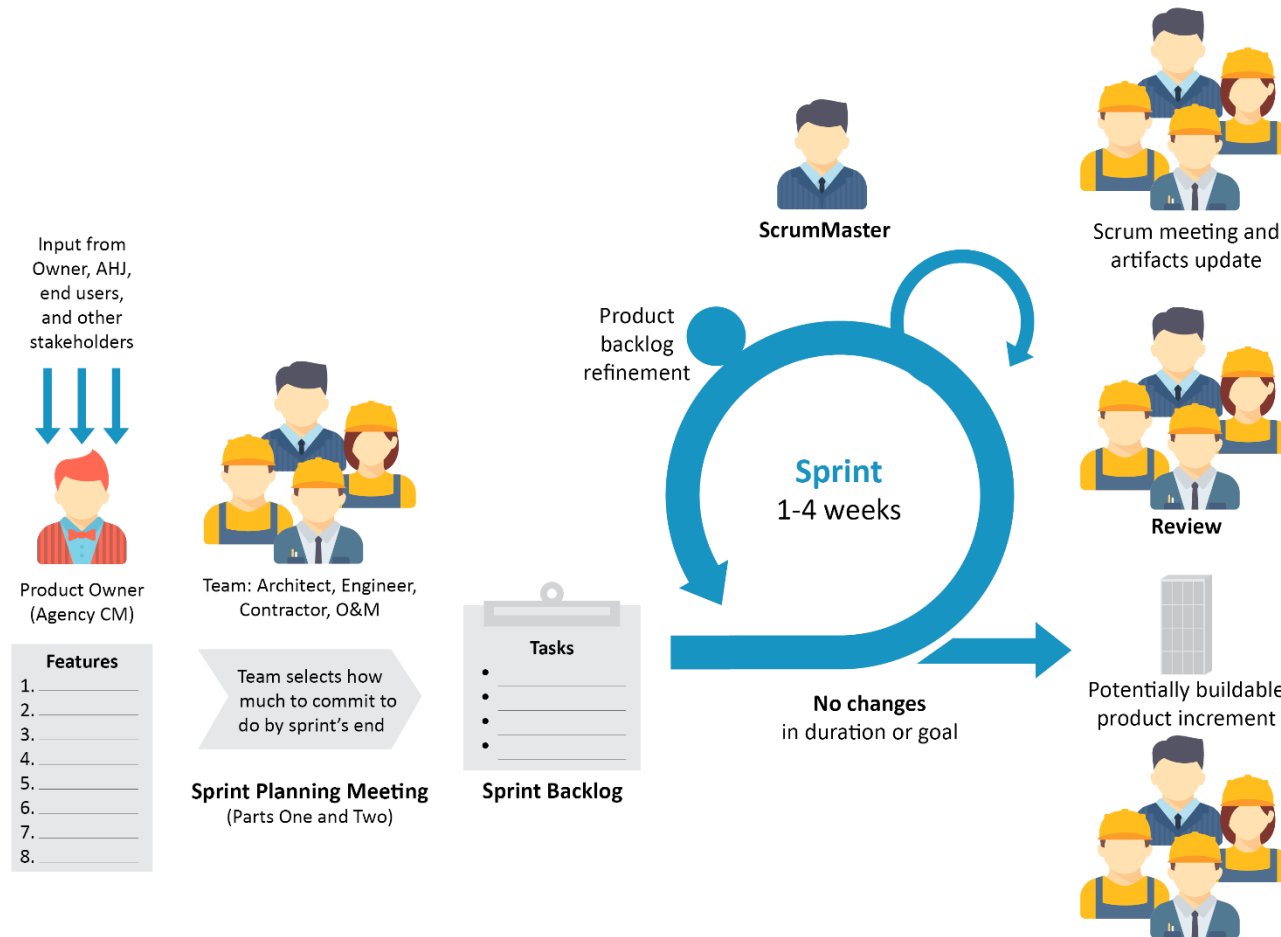 Input from
Owner, AHJ,
end users,
and other
stakeholders
Product Owner
(Agency CM)
Features
1.
2.
3.
4.
5.
6.
7.
8.
Team: Architect, Engineer,
Contractor, O&M
Team selects how
much to commit to
do by sprint’s end
Sprint Planning Meeting
(Parts One and Two)
Tasks
Sprint Backlog
Product
backlog
refinement
ScrumMaster
Sprint
1-4 weeks
No changes
in duration or goal
Scrum meeting and
artifacts update
Review
Potentially buildable
product increment